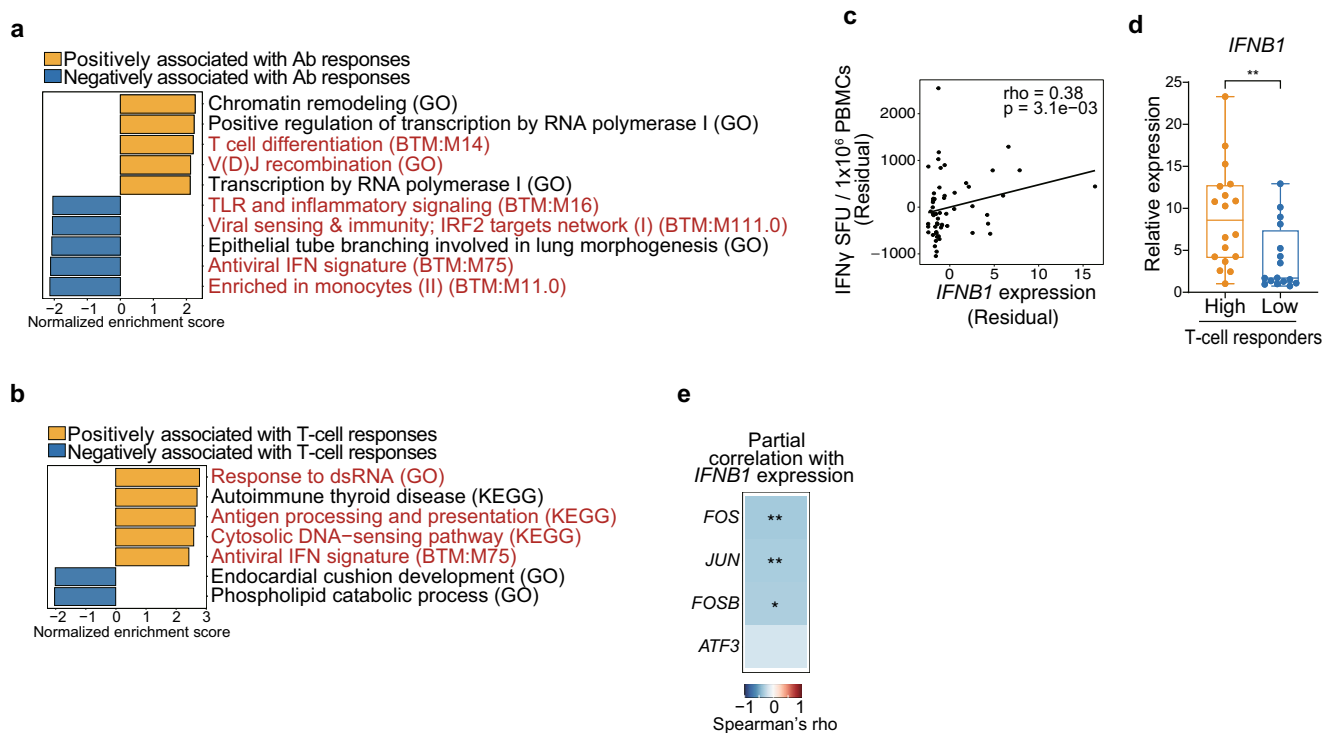 a
Positively associated with Ab responses
Negatively associated with Ab responses
Chromatin remodeling (GO)
Positive regulation of transcription by RNA polymerase I (GO)
T cell differentiation (BTM:M14)
V(D)J recombination (GO)
Transcription by RNA polymerase I (GO)
TLR and inflammatory signaling (BTM:M16)
Viral sensing & immunity; IRF2 targets network (I) (BTM:M111.0)
Epithelial tube branching involved in lung morphogenesis (GO)
Antiviral IFN signature (BTM:M75)
Enriched in monocytes (II) (BTM:M11.0)
−2 −1 0 1 2
Normalized enrichment score
b
Positively associated with T-cell responses
Negatively associated with T-cell responses
Response to dsRNA (GO)
Autoimmune thyroid disease (KEGG)
Antigen processing and presentation (KEGG)
Cytosolic DNA−sensing pathway (KEGG)
Antiviral IFN signature (BTM:M75)
Endocardial cushion development (GO)
Phospholipid catabolic process (GO)
−2 −1 0 1 2 3
Normalized enrichment score
c
IFNγ SFU / 1x10⁶ PBMCs
(Residual)
2000
1000
0
−1000
rho = 0.38
p = 3.1e−03
0 5 10 15
IFNB1 expression
(Residual)
d
IFNB1
**
Relative expression
25
20
15
10
5
0
High Low
T-cell responders
e
Partial
correlation with
IFNB1 expression
FOS **
JUN **
FOSB *
ATF3
−1 0 1
Spearman's rho